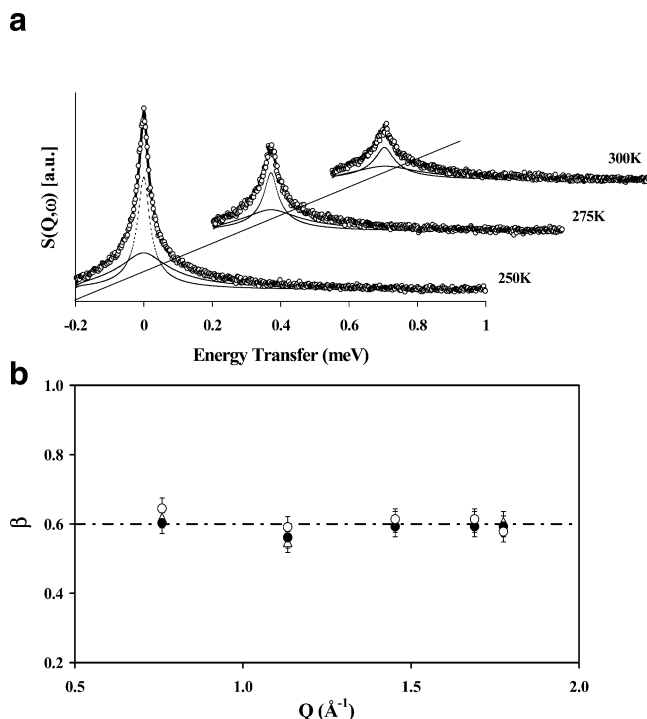 a
S(Q,ω) [a.u.]
300K
275K
250K
-0.2 0 0.2 0.4 0.6 0.8 1
Energy Transfer (meV)
b
1.0
0.8
0.6
0.4
0.2
β
0.5 1.0 1.5 2.0
Q (Å⁻¹)